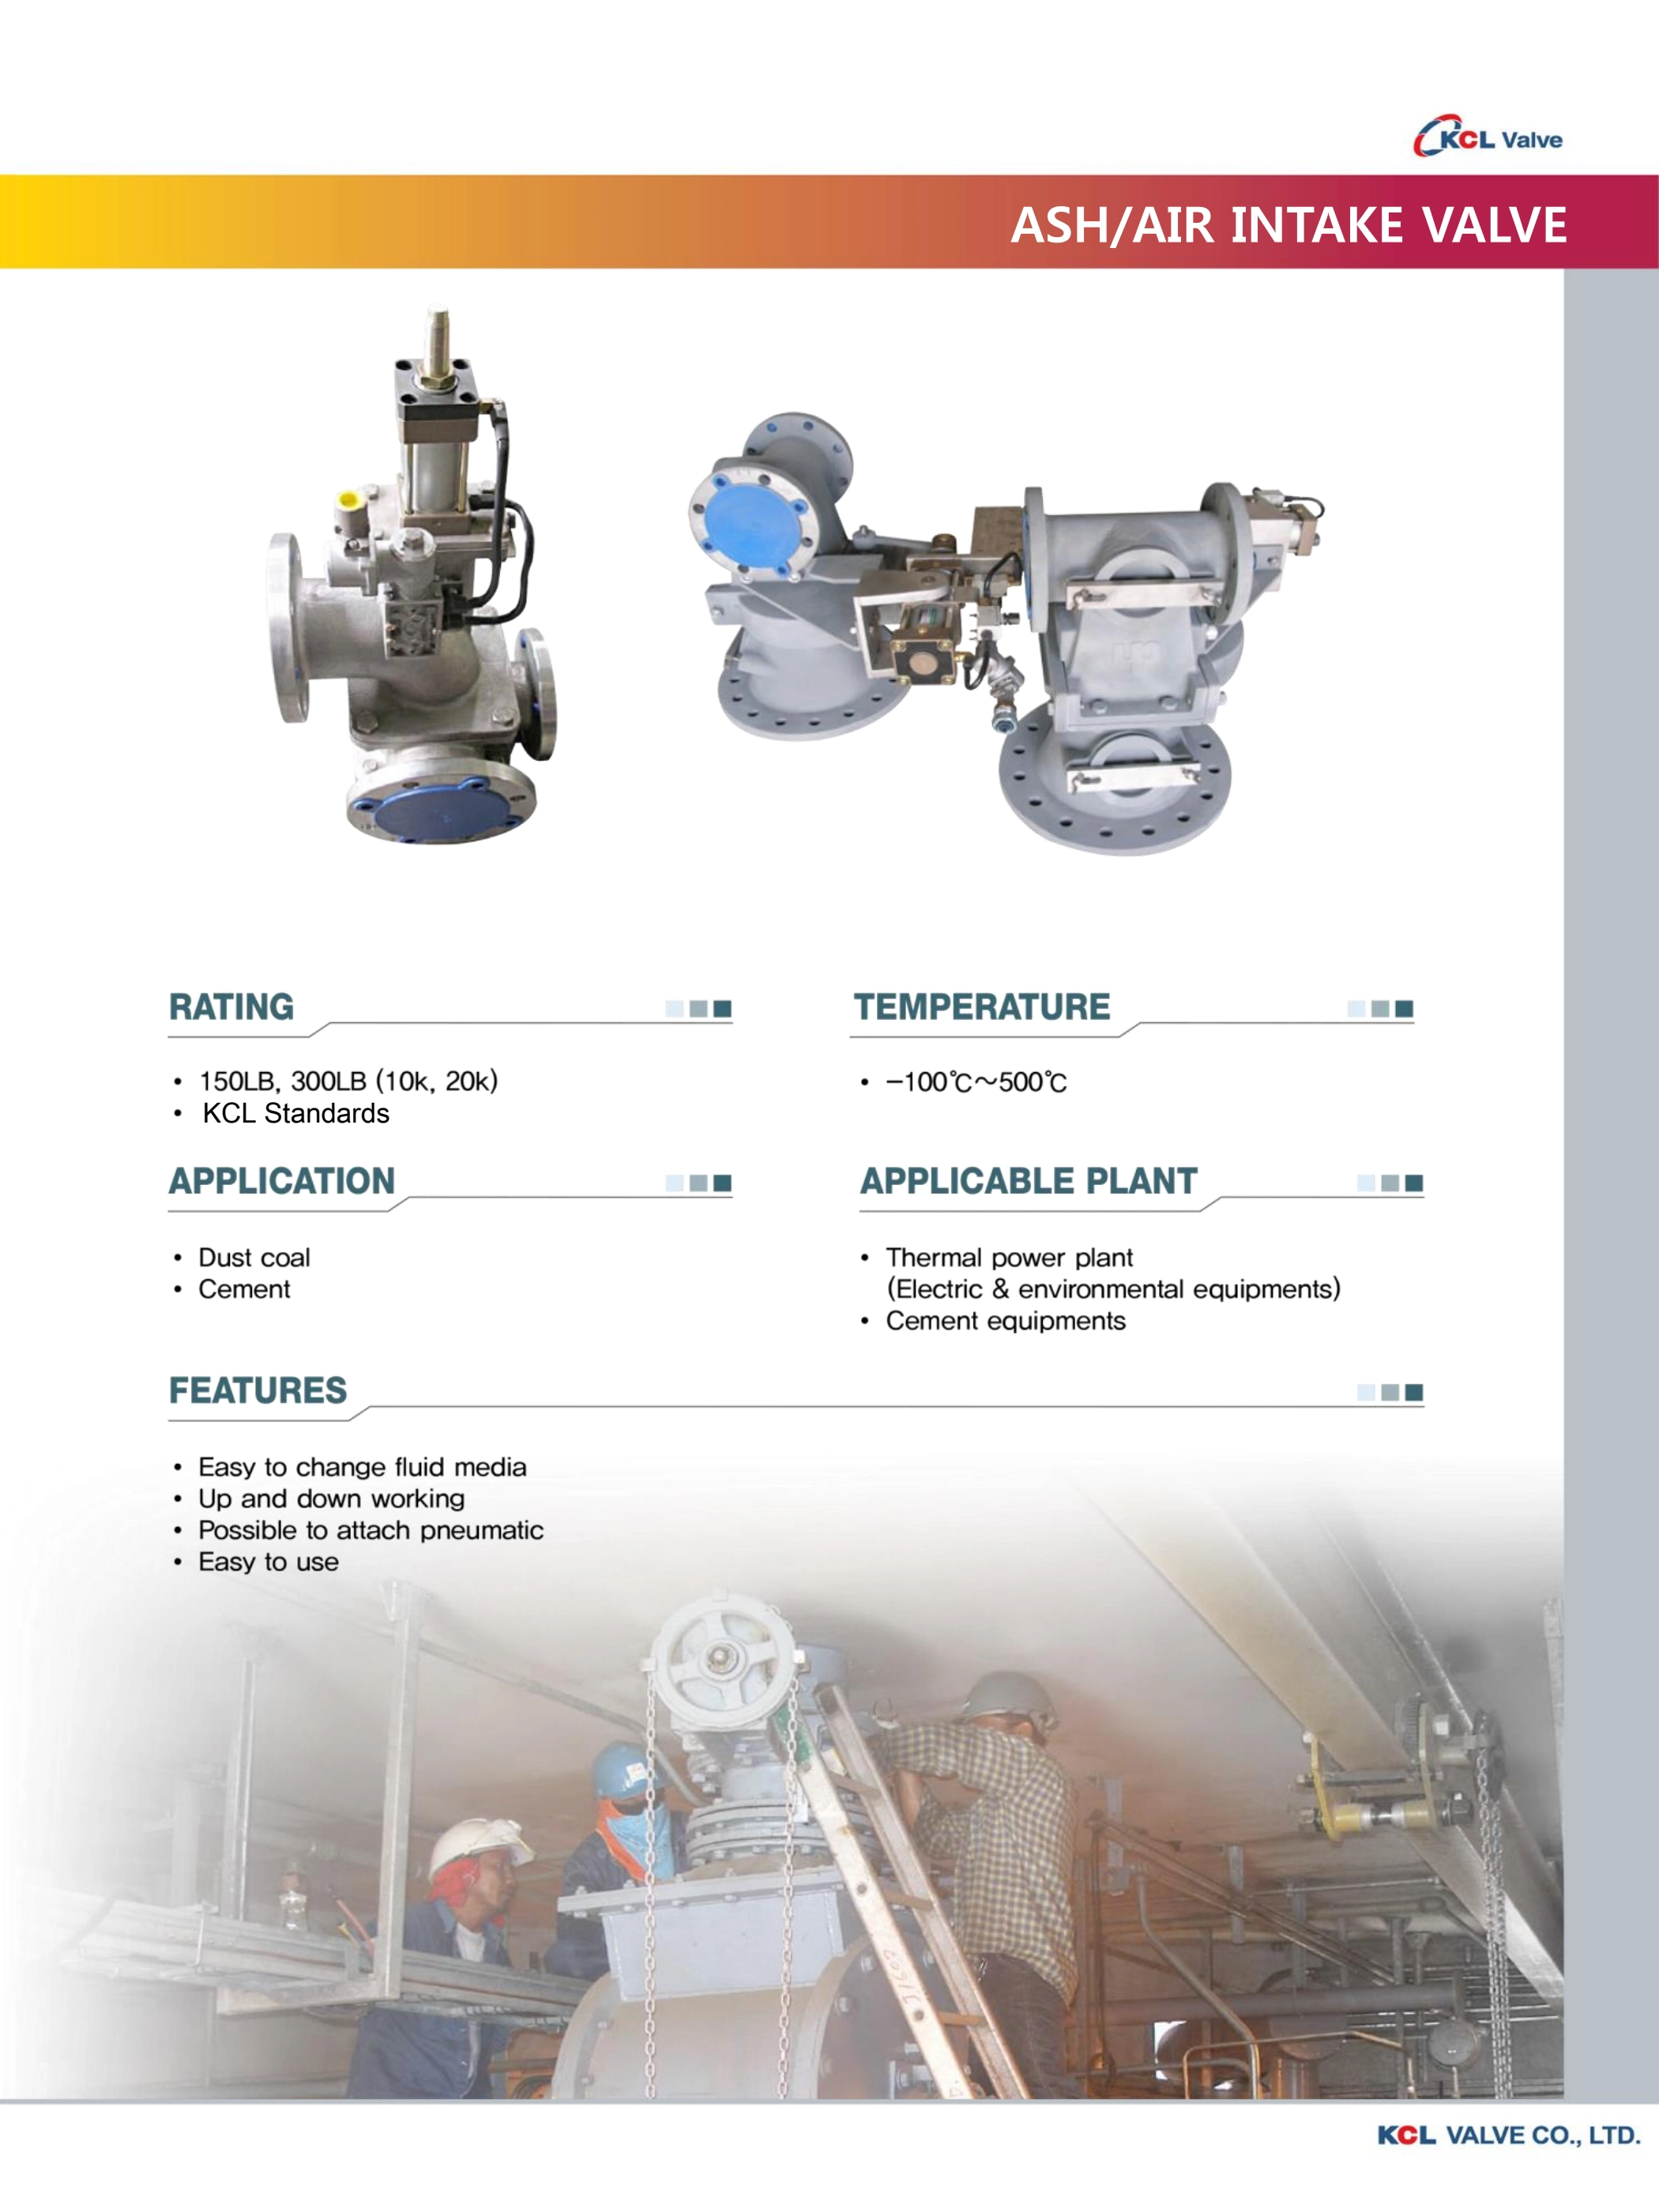 KCL Valve
ASH/AIR INTAKE VALVE
RATING
• 150LB, 300LB (10k, 20k)
• KCL Standards
TEMPERATURE
• −100℃~500℃
APPLICATION
• Dust coal
• Cement
APPLICABLE PLANT
• Thermal power plant
(Electric & environmental equipments)
• Cement equipments
FEATURES
• Easy to change fluid media
• Up and down working
• Possible to attach pneumatic
• Easy to use
KCL VALVE CO., LTD.